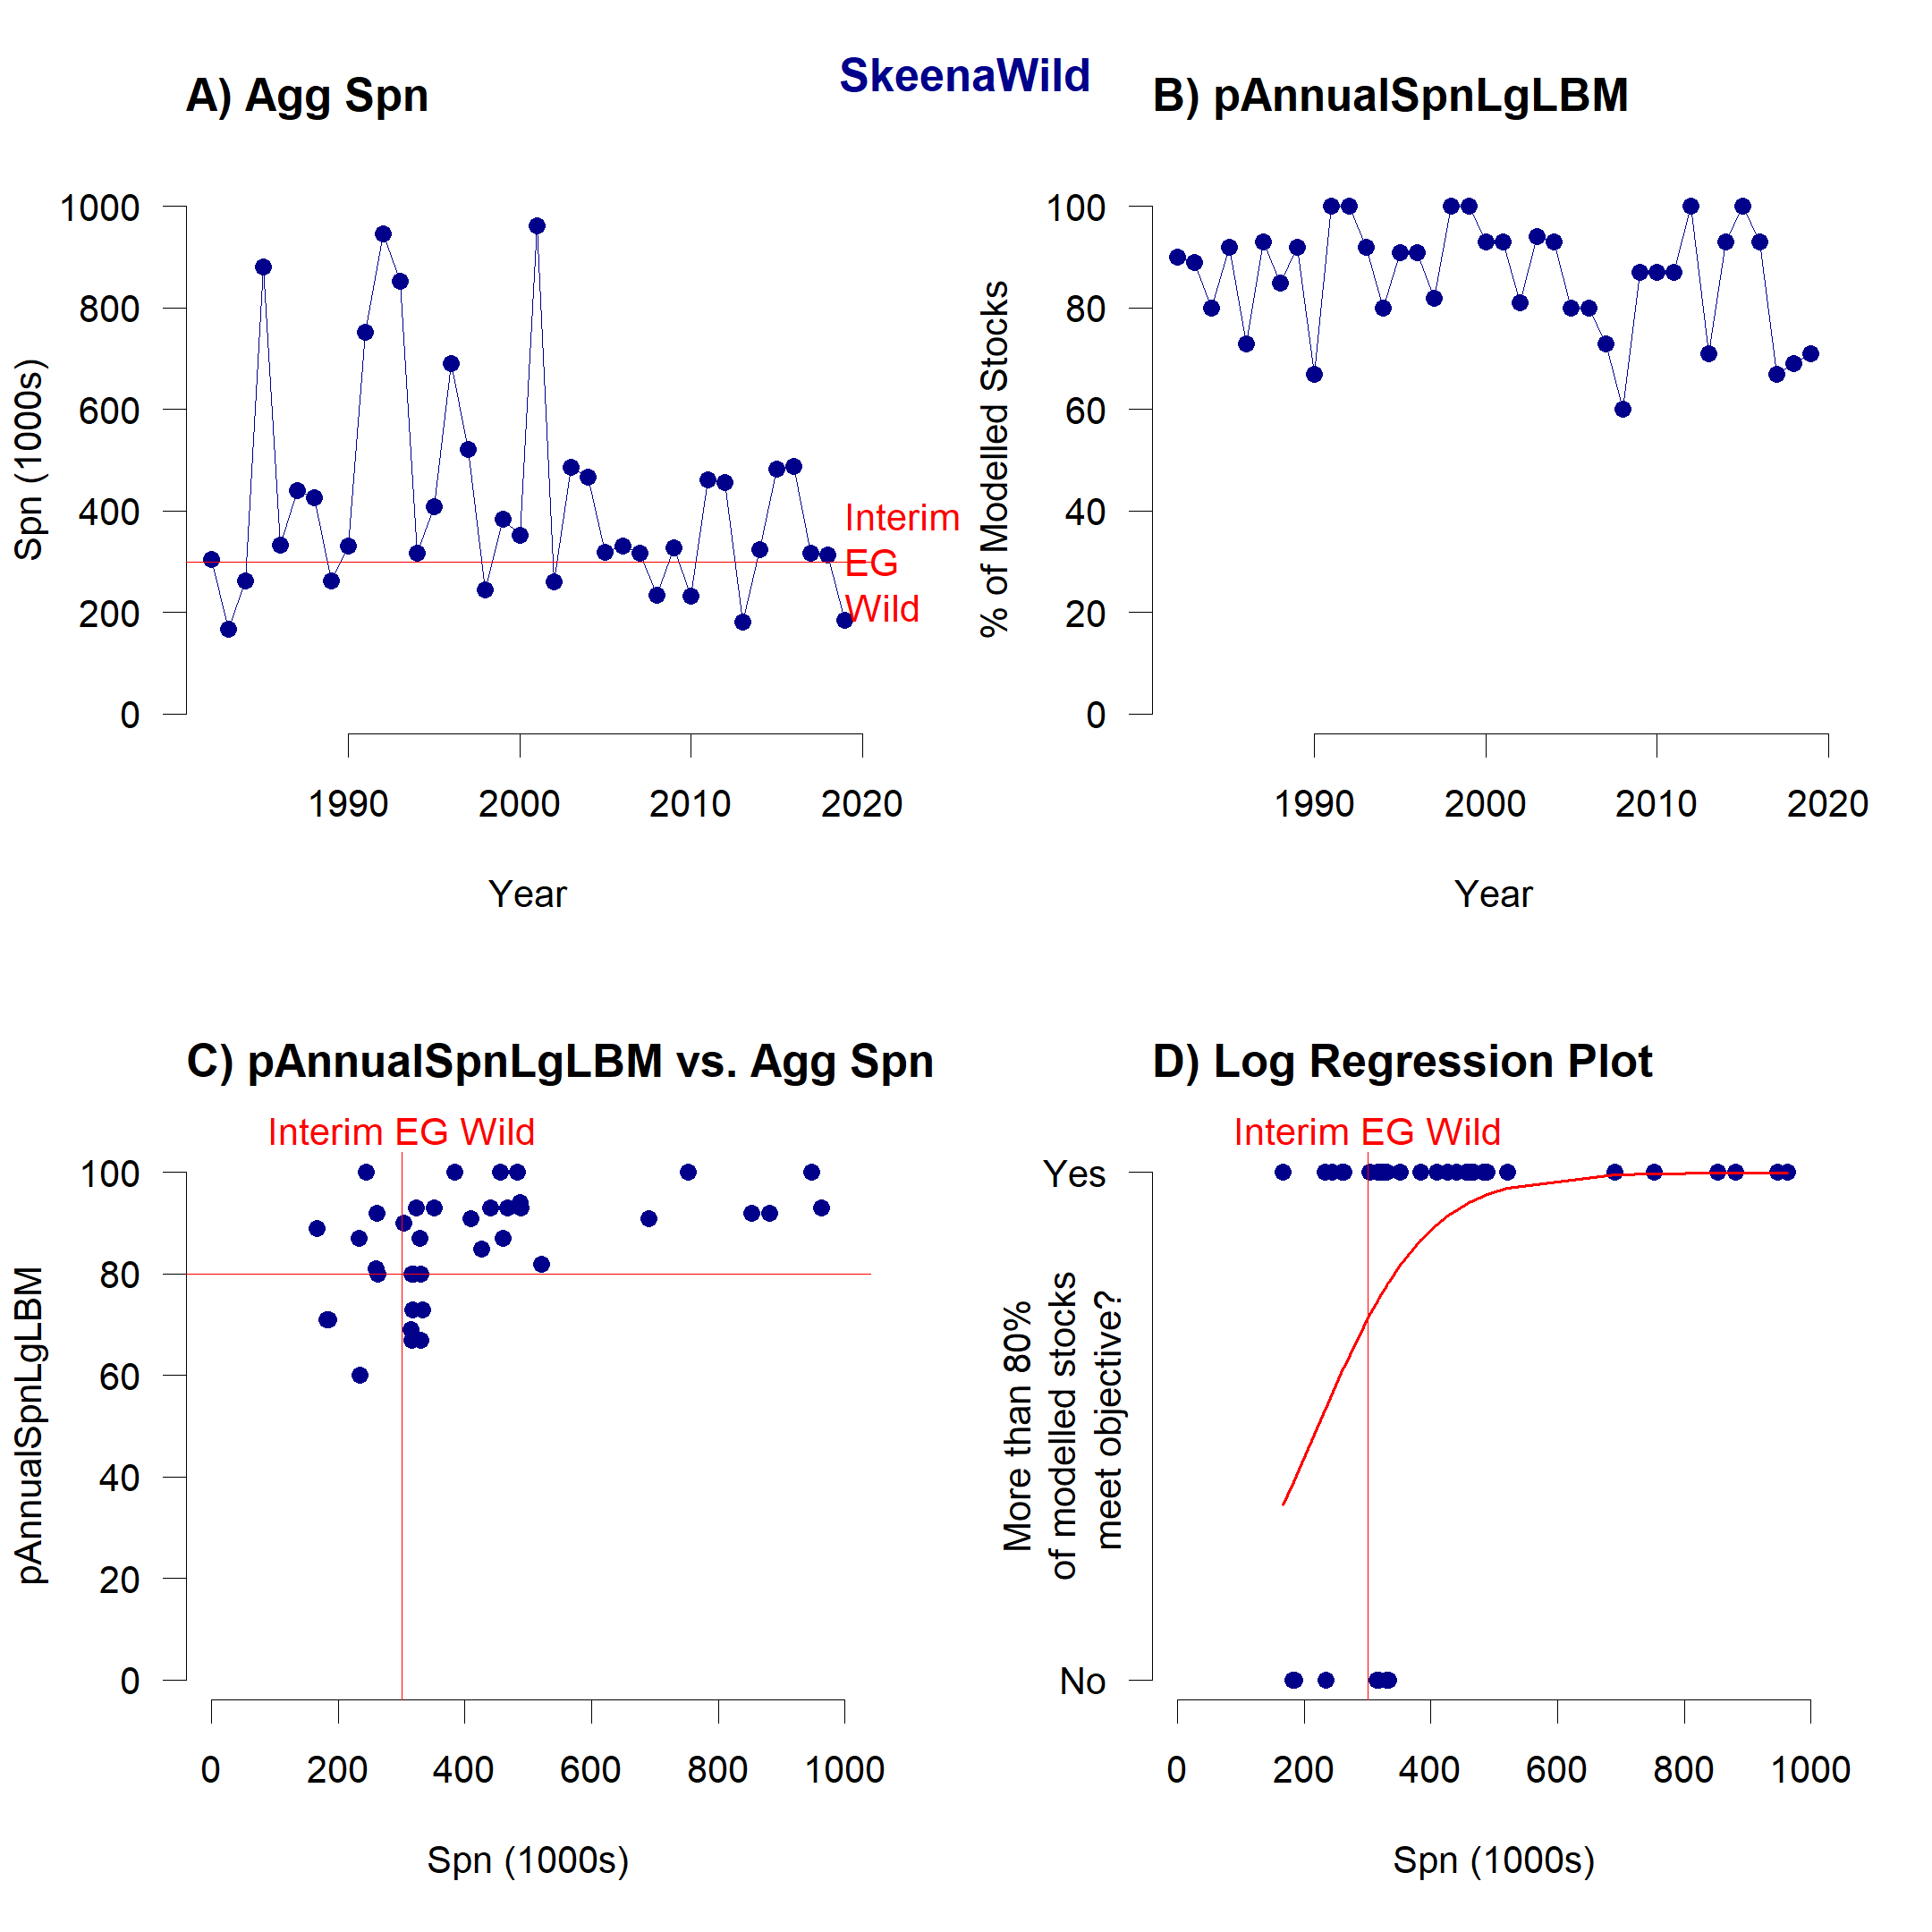 SkeenaWild
A) Agg Spn
1000
800
600
400
200
0
Spn (1000s)
Interim
EG
Wild
1990
2000
2010
2020
Year
B) pAnnualSpnLgLBM
100
80
60
40
20
0
% of Modelled Stocks
1990
2000
2010
2020
Year
C) pAnnualSpnLgLBM vs. Agg Spn
Interim EG Wild
100
80
60
40
20
0
pAnnualSpnLgLBM
0
200
400
600
800
1000
Spn (1000s)
D) Log Regression Plot
Interim EG Wild
Yes
No
More than 80%
of modelled stocks
meet objective?
0
200
400
600
800
1000
Spn (1000s)